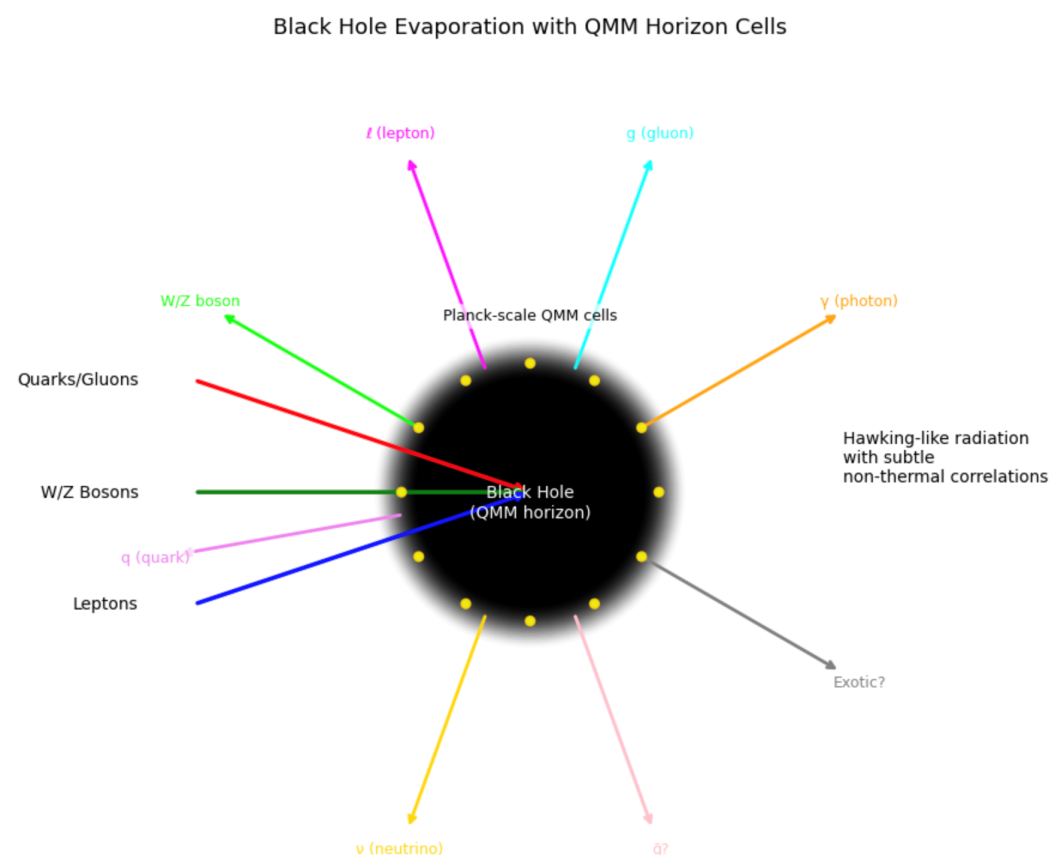 Black Hole Evaporation with QMM Horizon Cells
ℓ (lepton)
g (gluon)
W/Z boson
Planck-scale QMM cells
γ (photon)
Quarks/Gluons
Hawking-like radiation
with subtle
non-thermal correlations
W/Z Bosons
Black Hole
(QMM horizon)
q (quark)
Leptons
Exotic?
ν (neutrino)